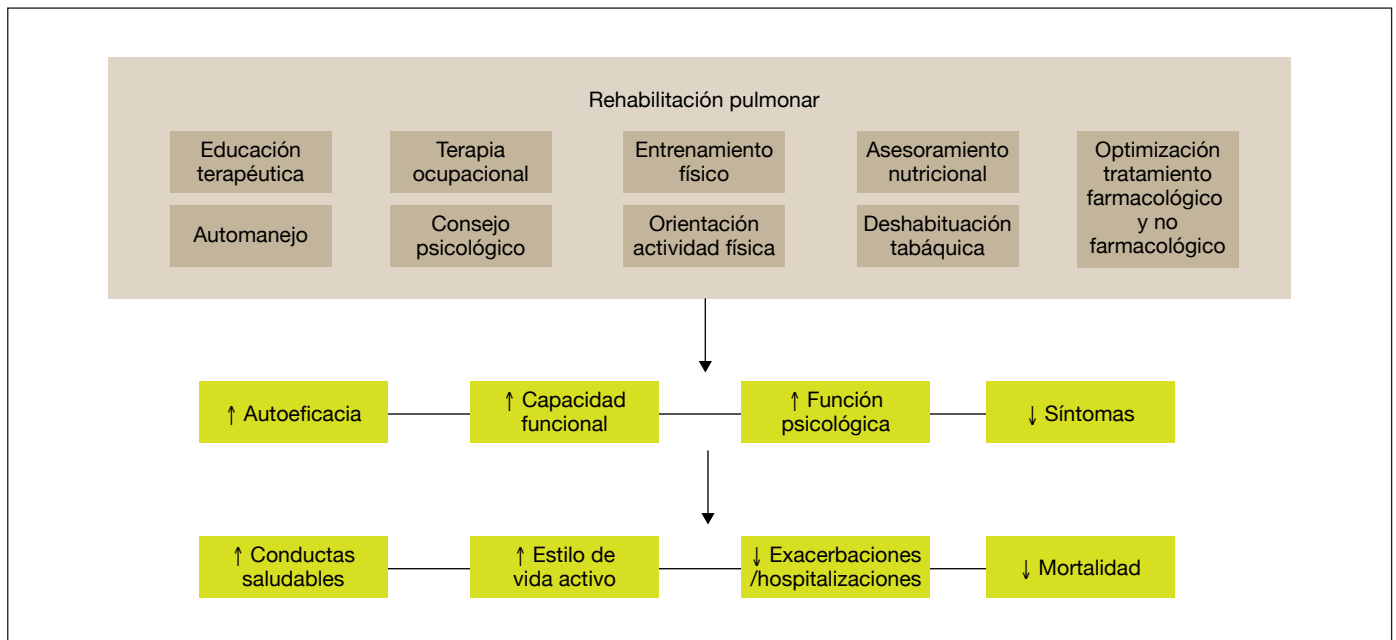 Rehabilitación pulmonar
Educación
terapéutica
Terapia
ocupacional
Entrenamiento
físico
Asesoramiento
nutricional
Optimización
tratamiento
farmacológico
y no
farmacológico
Automanejo
Consejo
psicológico
Orientación
actividad física
Deshabituación
tabáquica
↑ Autoeficacia
↑ Capacidad
funcional
↑ Función
psicológica
↓ Síntomas
↑ Conductas
saludables
↑ Estilo de
vida activo
↓ Exacerbaciones
/hospitalizaciones
↓ Mortalidad